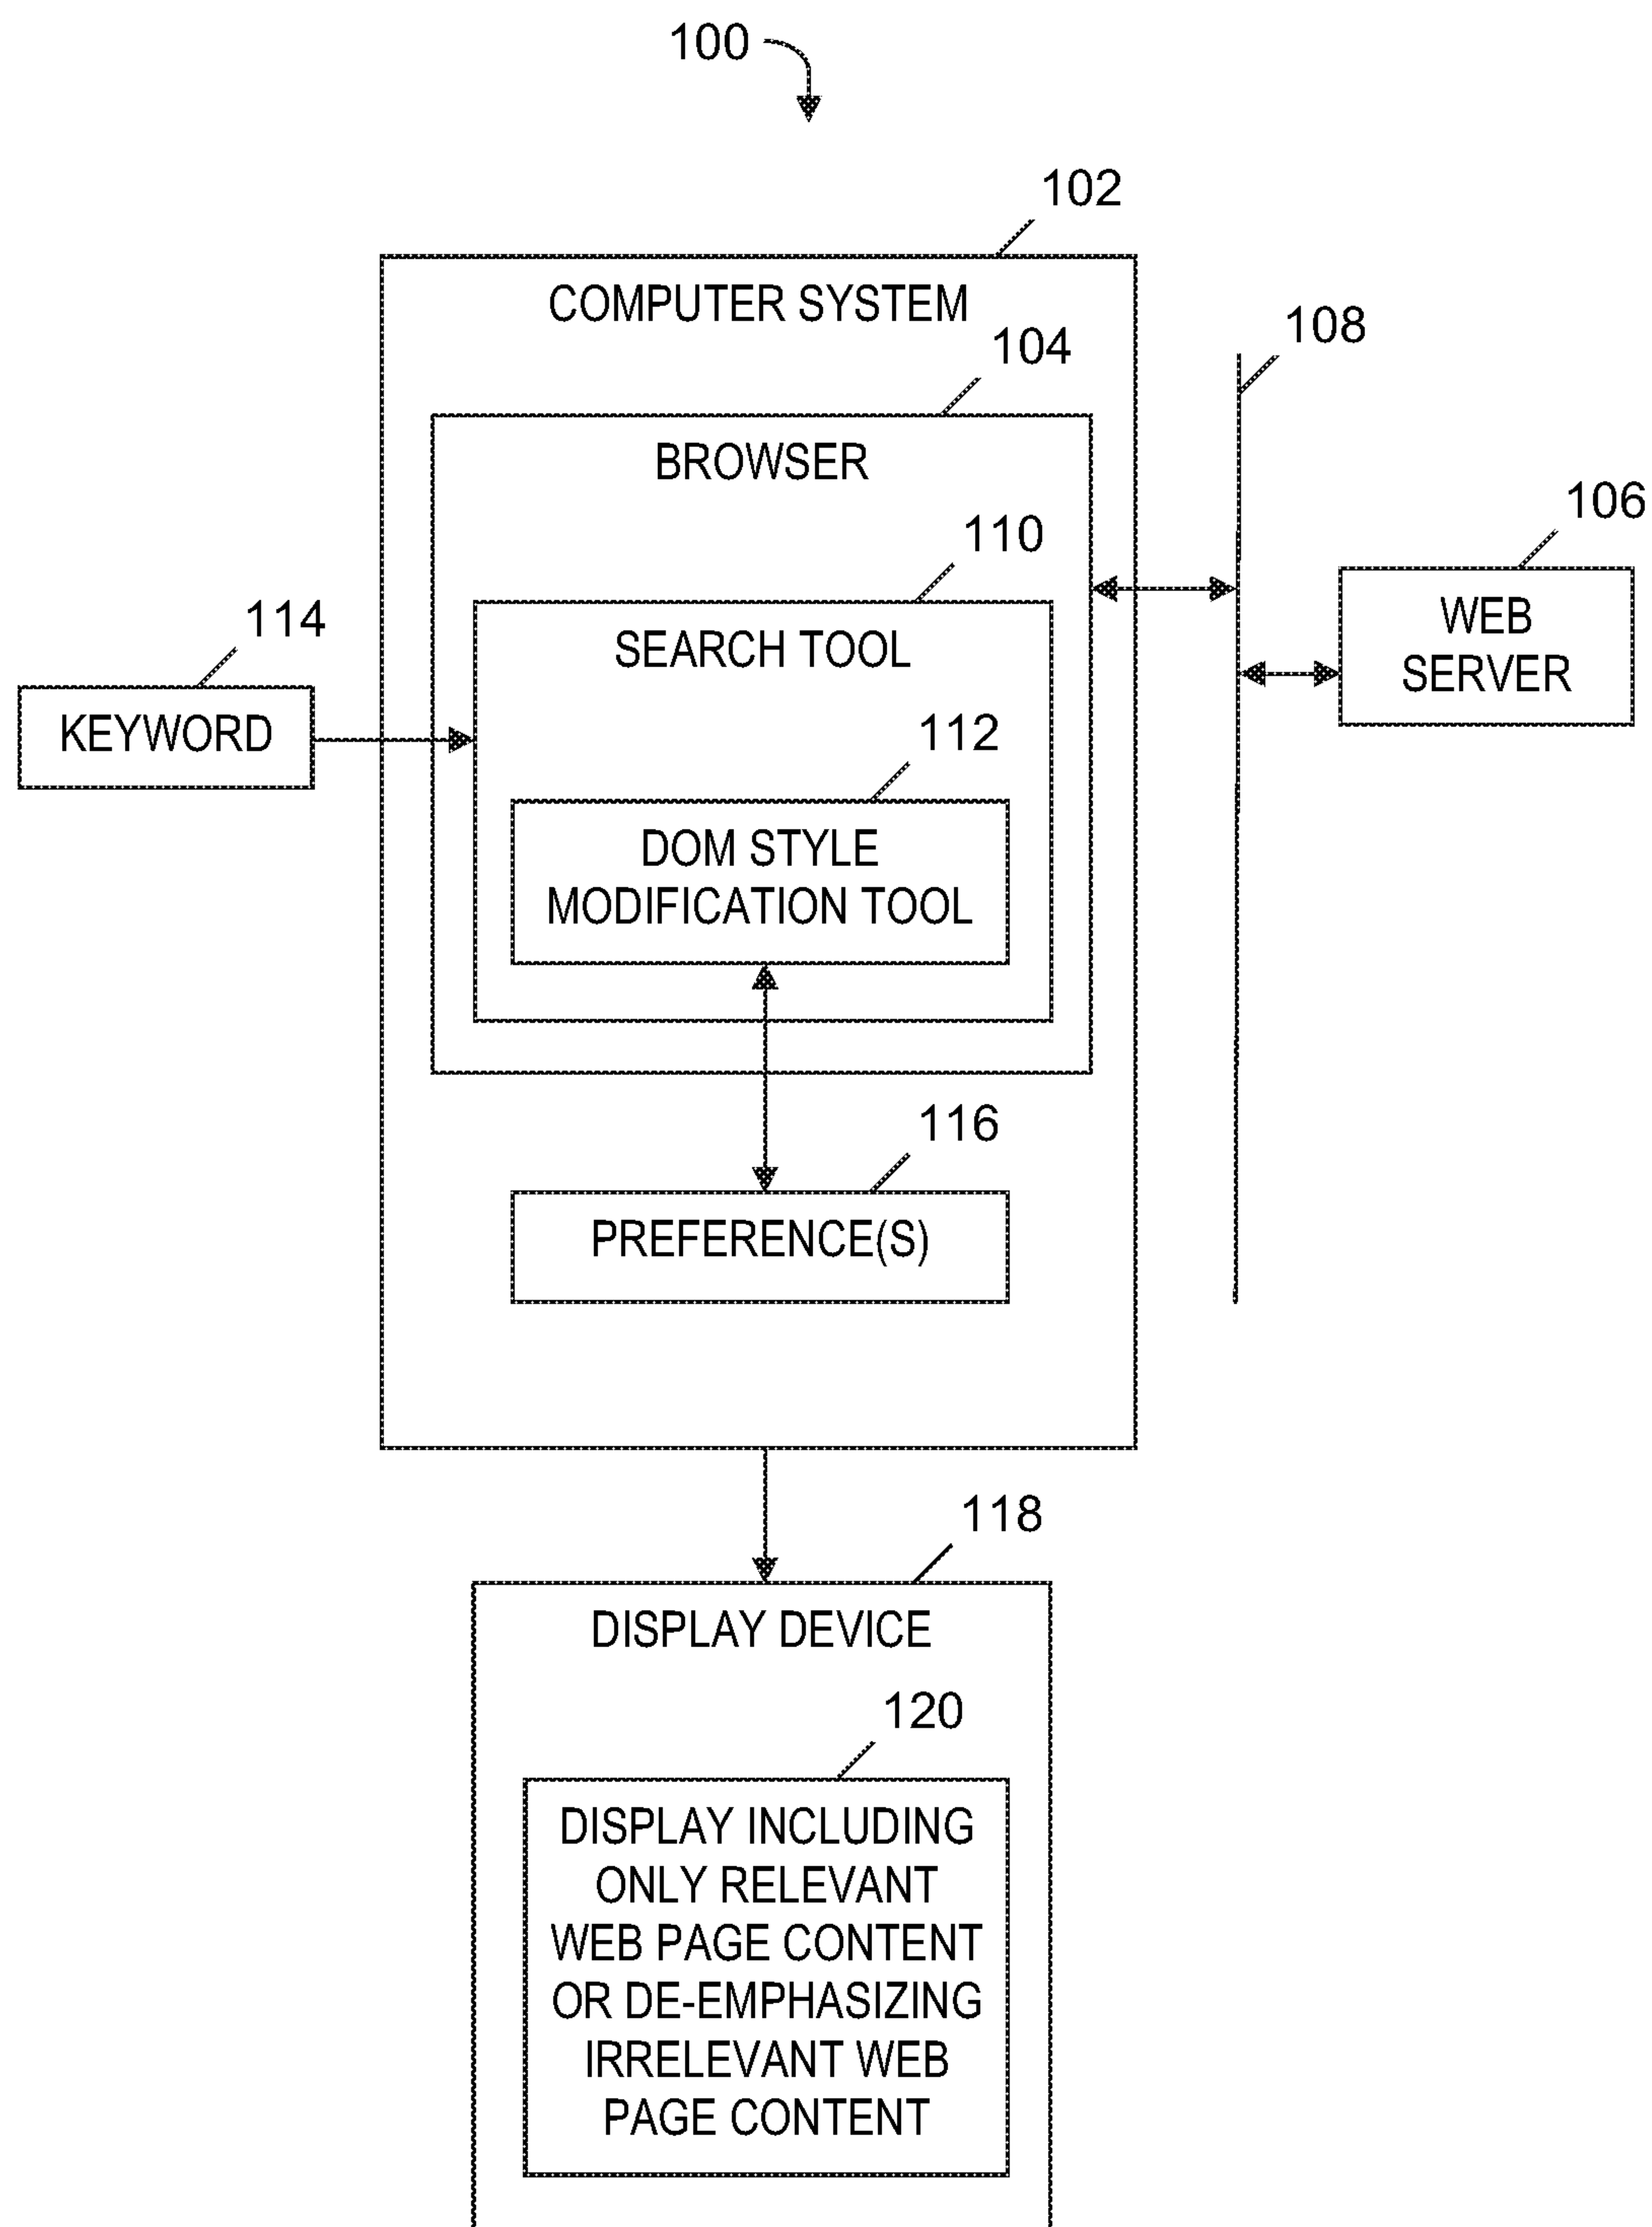 100
102
COMPUTER SYSTEM
104
108
BROWSER
106
110
WEB
SERVER
114
SEARCH TOOL
KEYWORD
112
DOM STYLE
MODIFICATION TOOL
116
PREFERENCE(S)
118
DISPLAY DEVICE
120
DISPLAY INCLUDING
ONLY RELEVANT
WEB PAGE CONTENT
OR DE-EMPHASIZING
IRRELEVANT WEB
PAGE CONTENT